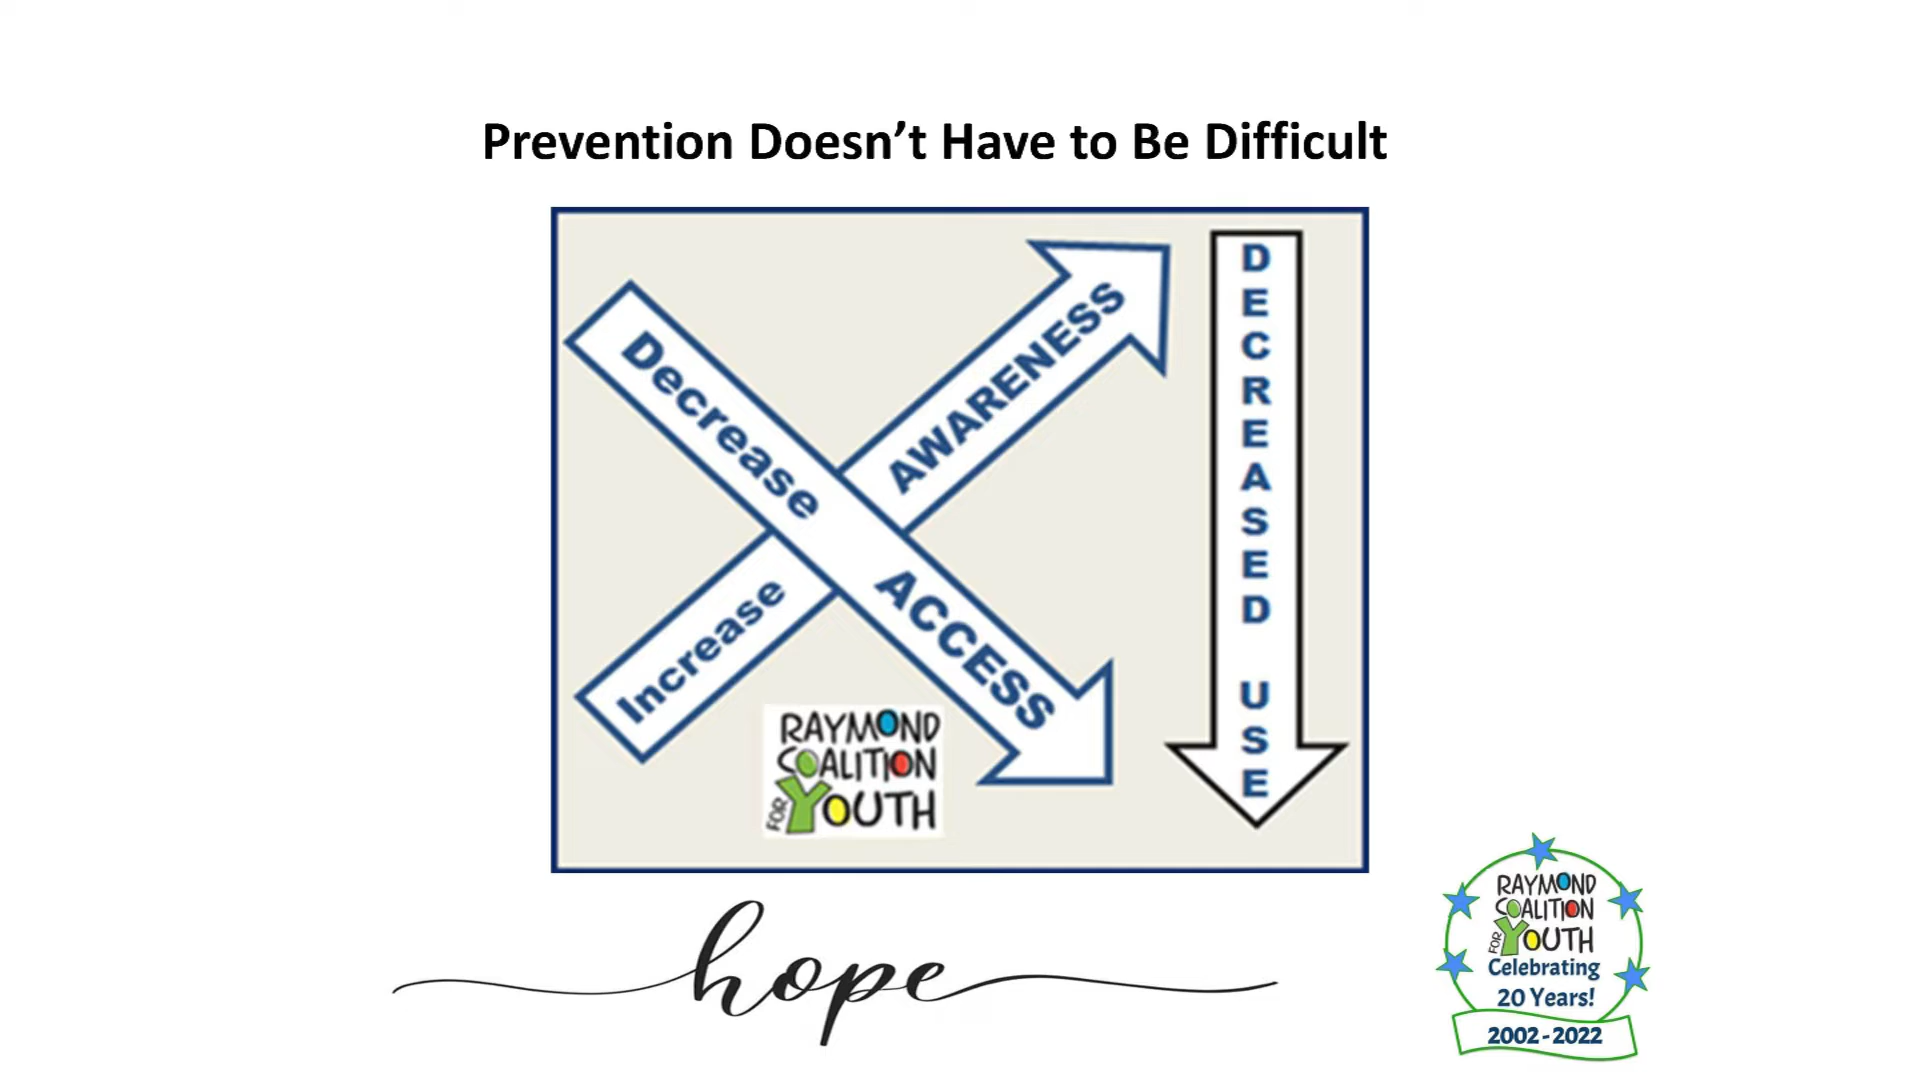 Prevention Doesn’t Have to Be Difficult
Decrease ACCESS
Increase AWARENESS
DECREASED USE
RAYMOND
COALITION
FOR YOUTH
hope
RAYMOND
COALITION
FOR YOUTH
Celebrating
20 Years!
2002-2022